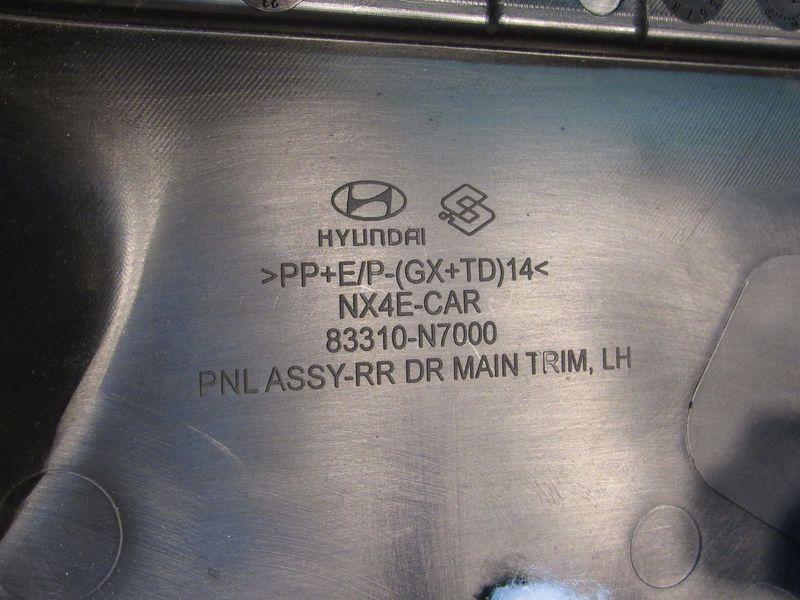 HYUNDAI
>PP+E/P-(GX+TD)14<
NX4E-CAR
83310-N7000
PNL ASSY-RR DR MAIN TRIM, LH